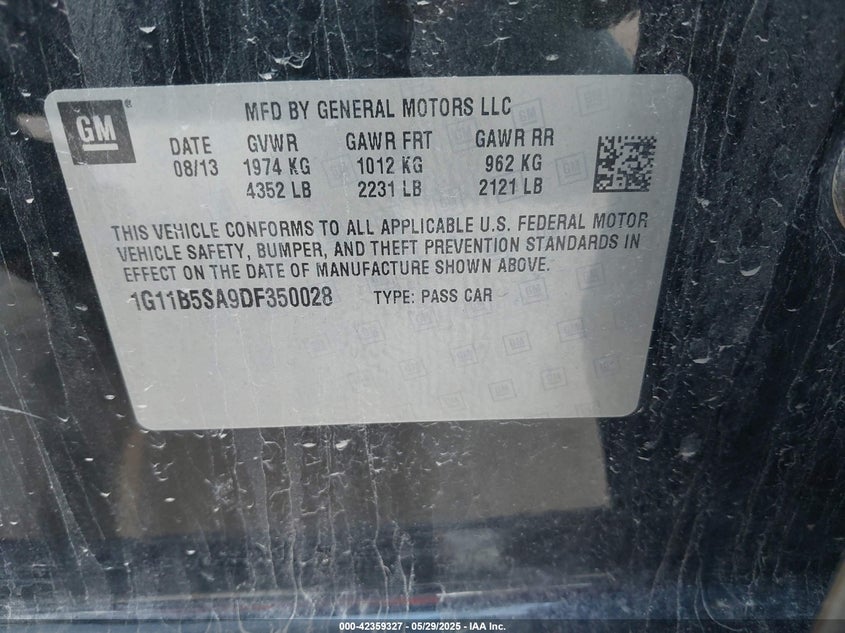 GM ®
MFD BY GENERAL MOTORS LLC
DATE GVWR GAWR FRT GAWR RR
08/13 1974 KG 1012 KG 962 KG
4352 LB 2231 LB 2121 LB
THIS VEHICLE CONFORMS TO ALL APPLICABLE U.S. FEDERAL MOTOR
VEHICLE SAFETY, BUMPER, AND THEFT PREVENTION STANDARDS IN
EFFECT ON THE DATE OF MANUFACTURE SHOWN ABOVE.
1G11B5SA9DF350028 TYPE: PASS CAR
000-42359327 - 05/29/2025 - IAA Inc.